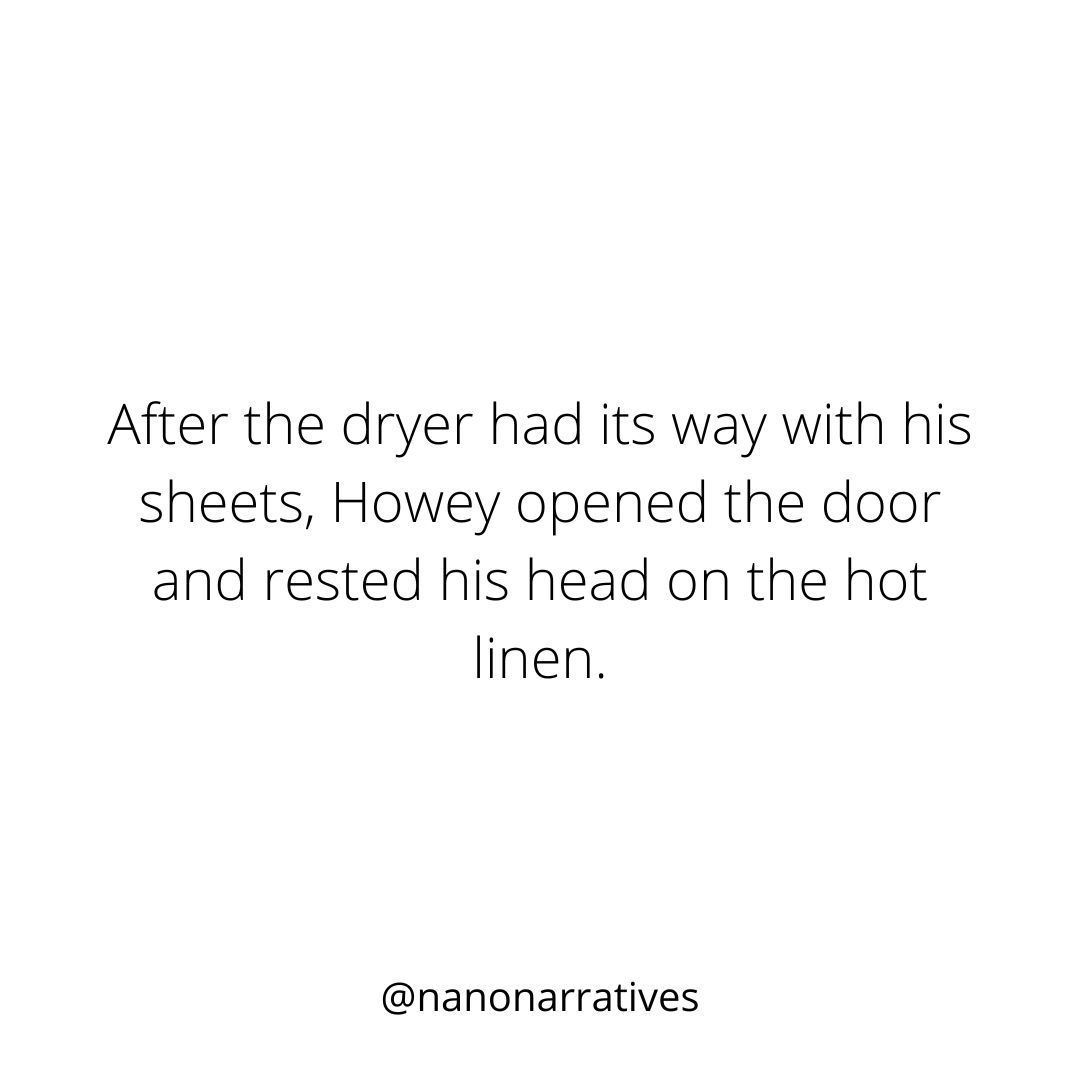 After the dryer had its way with his
sheets, Howey opened the door
and rested his head on the hot
linen.
@nanonarratives